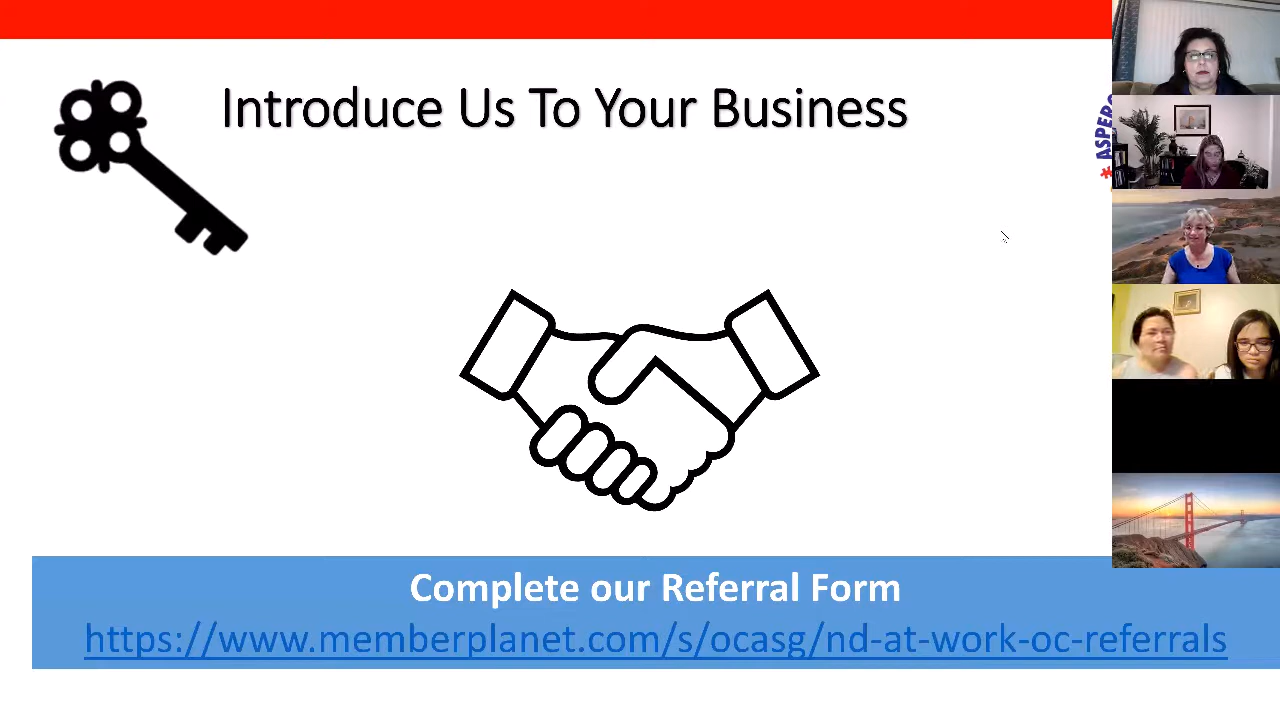 Introduce Us To Your Business
ASPER
Complete our Referral Form
https://www.memberplanet.com/s/ocasg/nd-at-work-oc-referrals